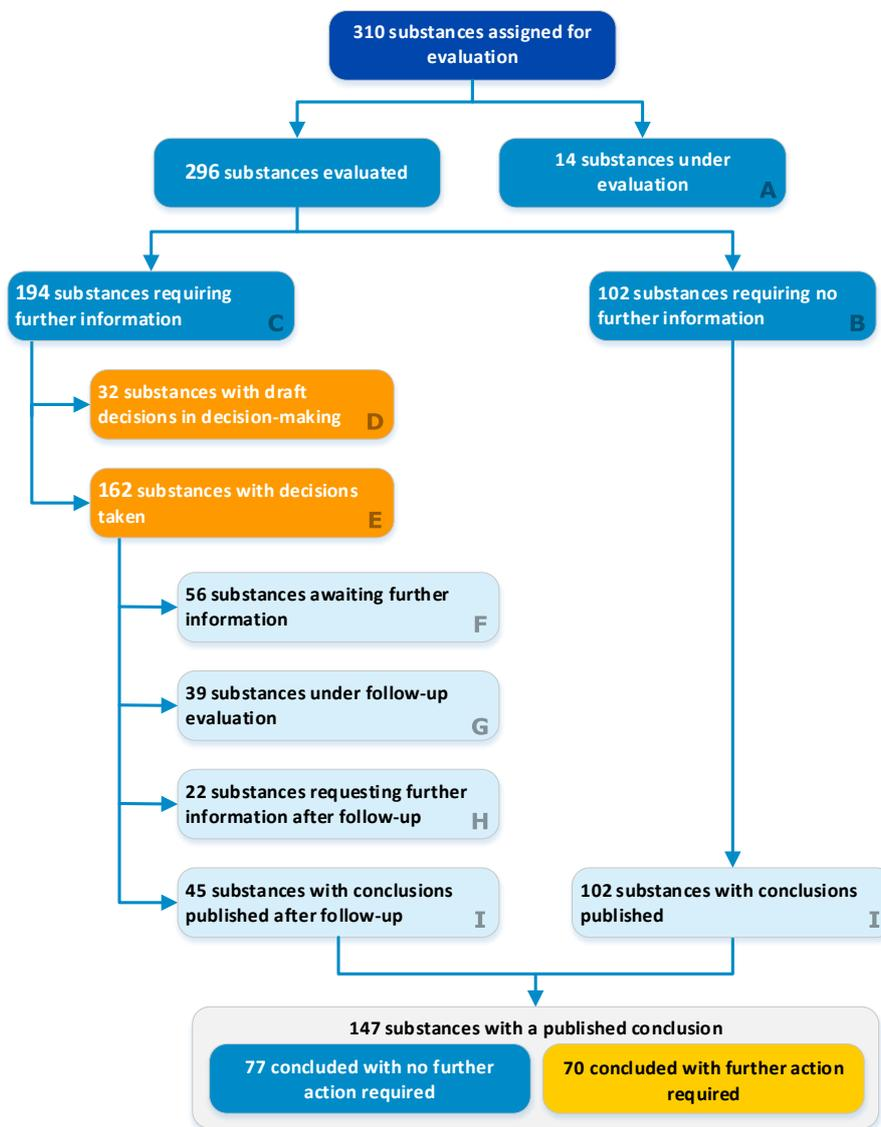 310 substances assigned for
evaluation
296 substances evaluated
14 substances under
evaluation
A
194 substances requiring
further information
C
102 substances requiring no
further information
B
32 substances with draft
decisions in decision-making
D
162 substances with decisions
taken
E
56 substances awaiting further
information
F
39 substances under follow-up
evaluation
G
22 substances requesting further
information after follow-up
H
45 substances with conclusions
published after follow-up
I
102 substances with conclusions
published
I
147 substances with a published conclusion
77 concluded with no further
action required
70 concluded with further action
required